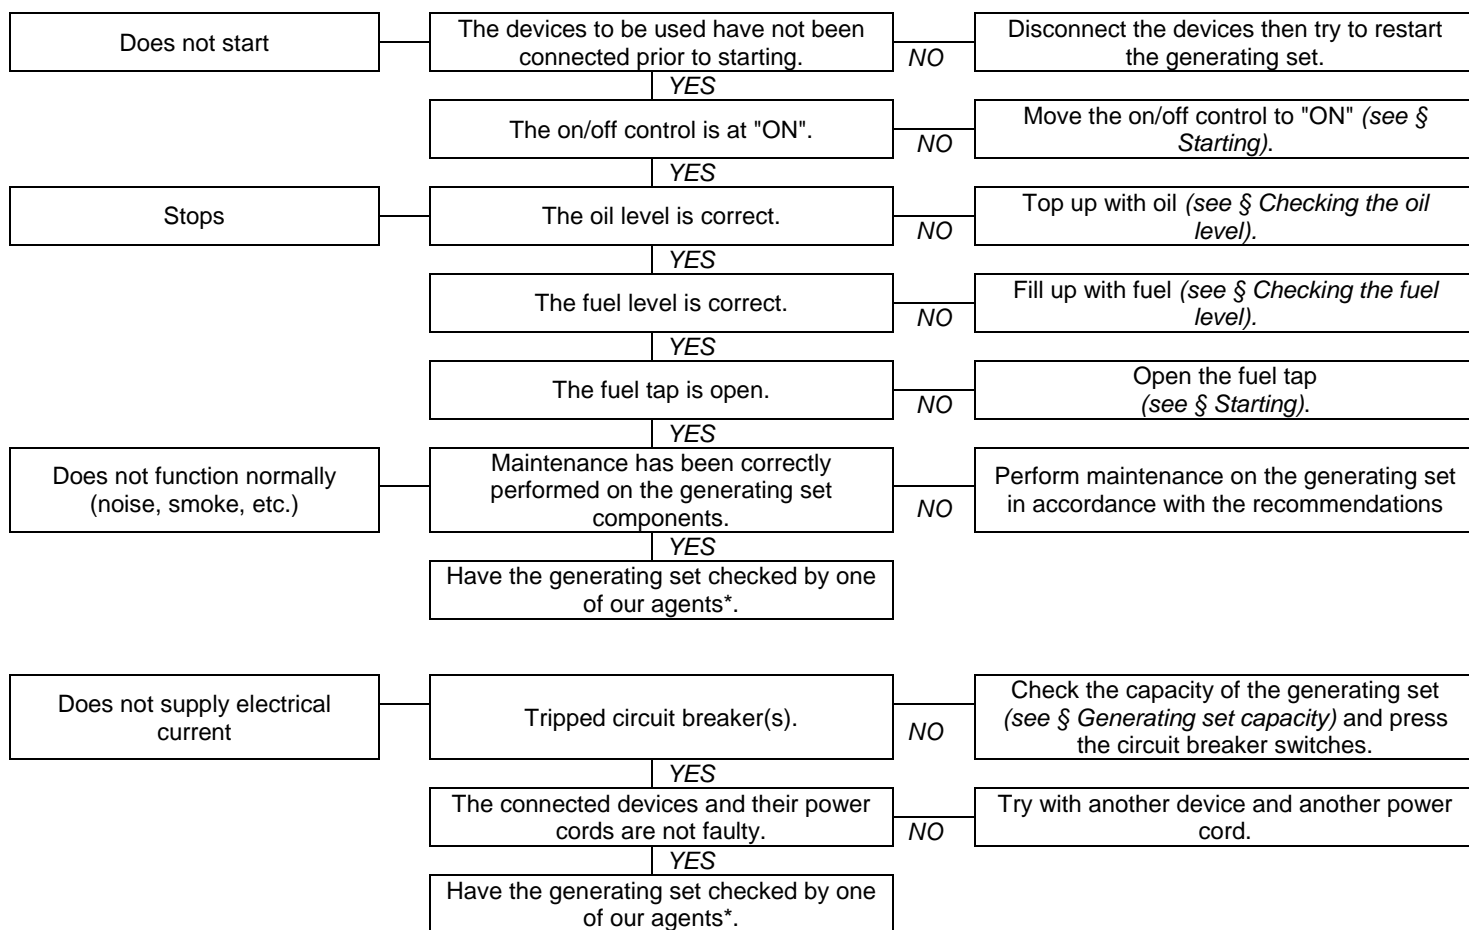 Does not start
The devices to be used have not been
connected prior to starting.
NO
Disconnect the devices then try to restart
the generating set.
YES
The on/off control is at "ON".
NO
Move the on/off control to "ON" (see §
Starting).
YES
Stops
The oil level is correct.
NO
Top up with oil (see § Checking the oil
level).
YES
The fuel level is correct.
NO
Fill up with fuel (see § Checking the fuel
level).
YES
The fuel tap is open.
NO
Open the fuel tap
(see § Starting).
YES
Does not function normally
(noise, smoke, etc.)
Maintenance has been correctly
performed on the generating set
components.
NO
Perform maintenance on the generating set
in accordance with the recommendations
YES
Have the generating set checked by one
of our agents*.
Does not supply electrical
current
Tripped circuit breaker(s).
NO
Check the capacity of the generating set
(see § Generating set capacity) and press
the circuit breaker switches.
YES
The connected devices and their power
cords are not faulty.
NO
Try with another device and another power
cord.
YES
Have the generating set checked by one
of our agents*.